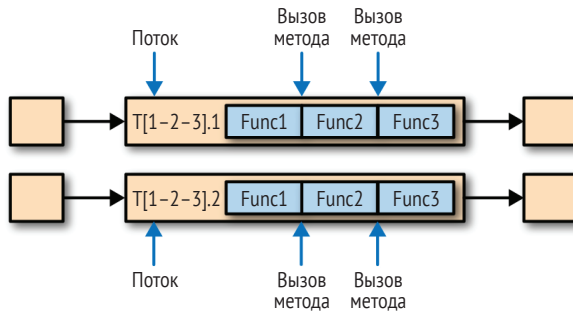 Поток
Вызов метода
Вызов метода
T[1–2–3].1 Func1 Func2 Func3
T[1–2–3].2 Func1 Func2 Func3
Поток
Вызов метода
Вызов метода